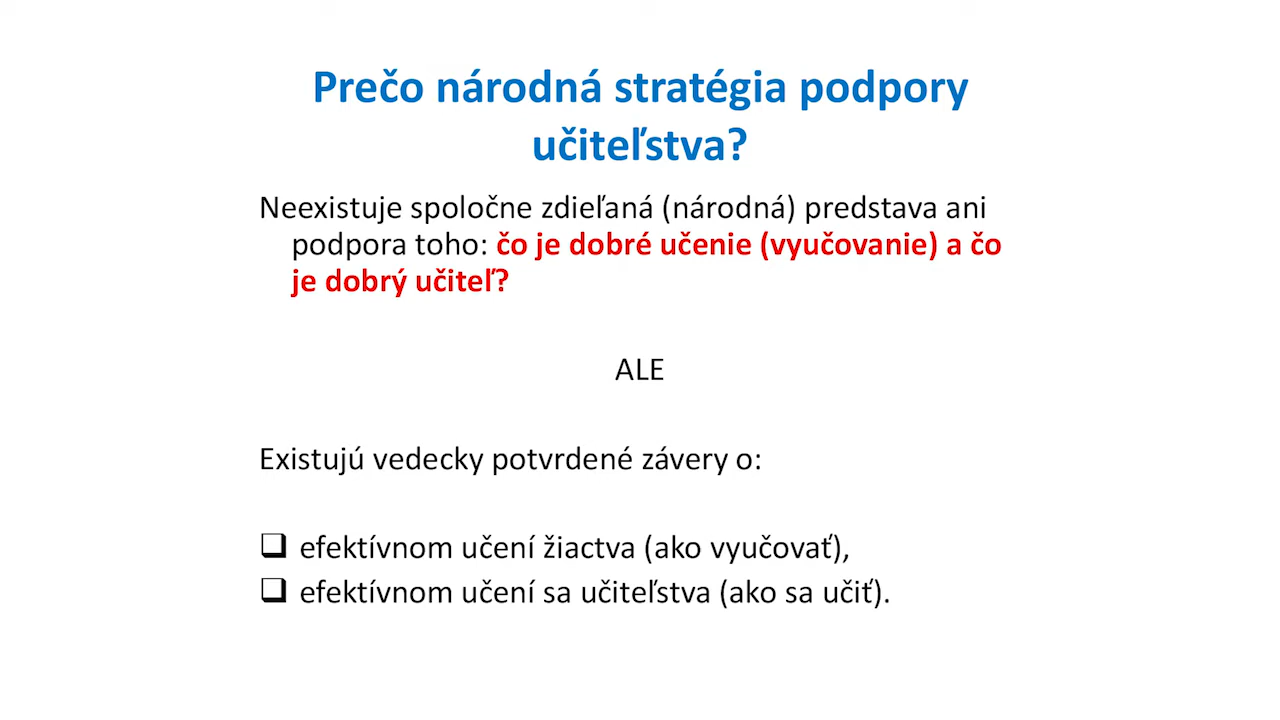 Prečo národná stratégia podpory
učiteľstva?
Neexistuje spoločne zdieľaná (národná) predstava ani
podpora toho: čo je dobré učenie (vyučovanie) a čo
je dobrý učiteľ?
ALE
Existujú vedecky potvrdené závery o:
❑ efektívnom učení žiactva (ako vyučovať),
❑ efektívnom učení sa učiteľstva (ako sa učiť).